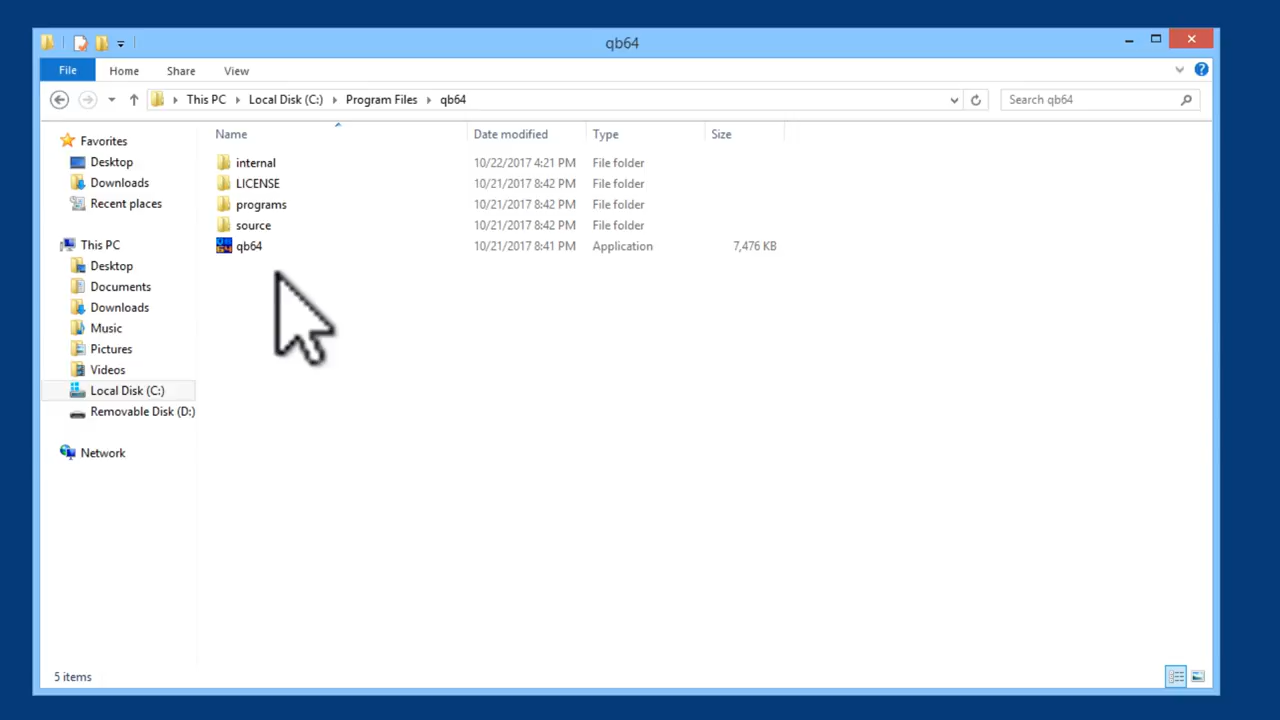 qb64
File Home Share View
This PC Local Disk (C:) Program Files qb64 Search qb64
Name Date modified Type Size
internal 10/22/2017 4:21 PM File folder
LICENSE 10/21/2017 8:42 PM File folder
programs 10/21/2017 8:42 PM File folder
source 10/21/2017 8:42 PM File folder
qb64 10/21/2017 8:41 PM Application 7,476 KB
Favorites
Desktop
Downloads
Recent places
This PC
Desktop
Documents
Downloads
Music
Pictures
Videos
Local Disk (C:)
Removable Disk (D:)
Network
5 items